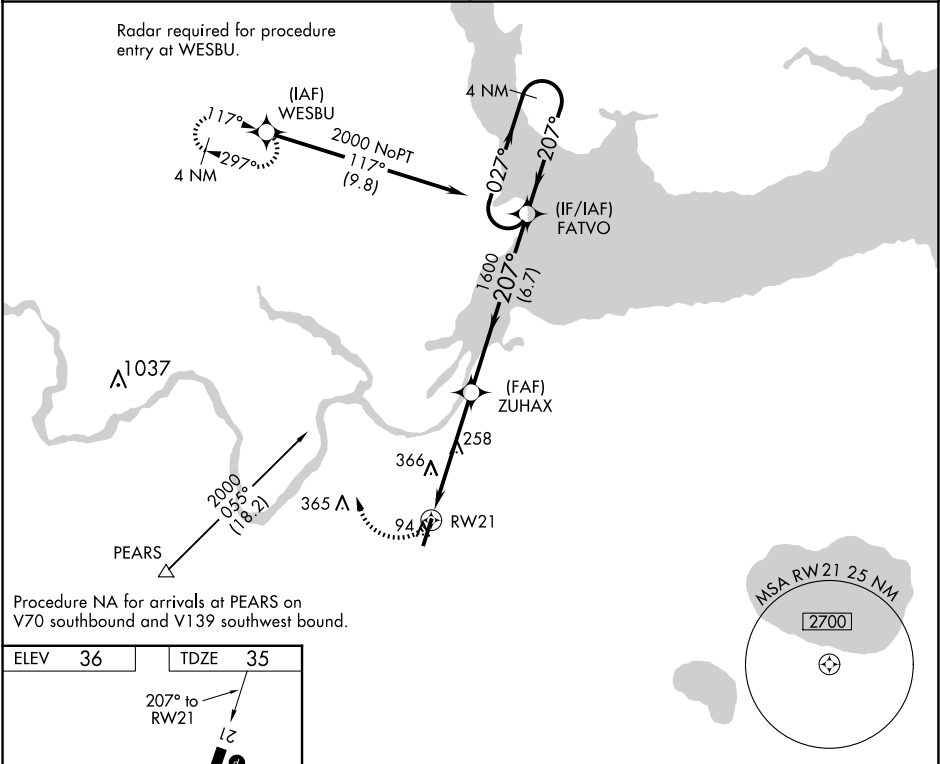 Radar required for procedure
entry at WESBU.
(IAF)
WESBU
117°
297°
4 NM
2000 NoPT
117°
(9.8)
4 NM
027°
207°
(IF/IAF)
FATVO
1600
207°
(6.7)
(FAF)
ZUHAX
1037
258
366
365
94
RW21
2000
055°
(18.2)
PEARS
Procedure NA for arrivals at PEARS on
V70 southbound and V139 southwest bound.
MSA RW21 25 NM
2700
ELEV 36
TDZE 35
207° to
RW21
21